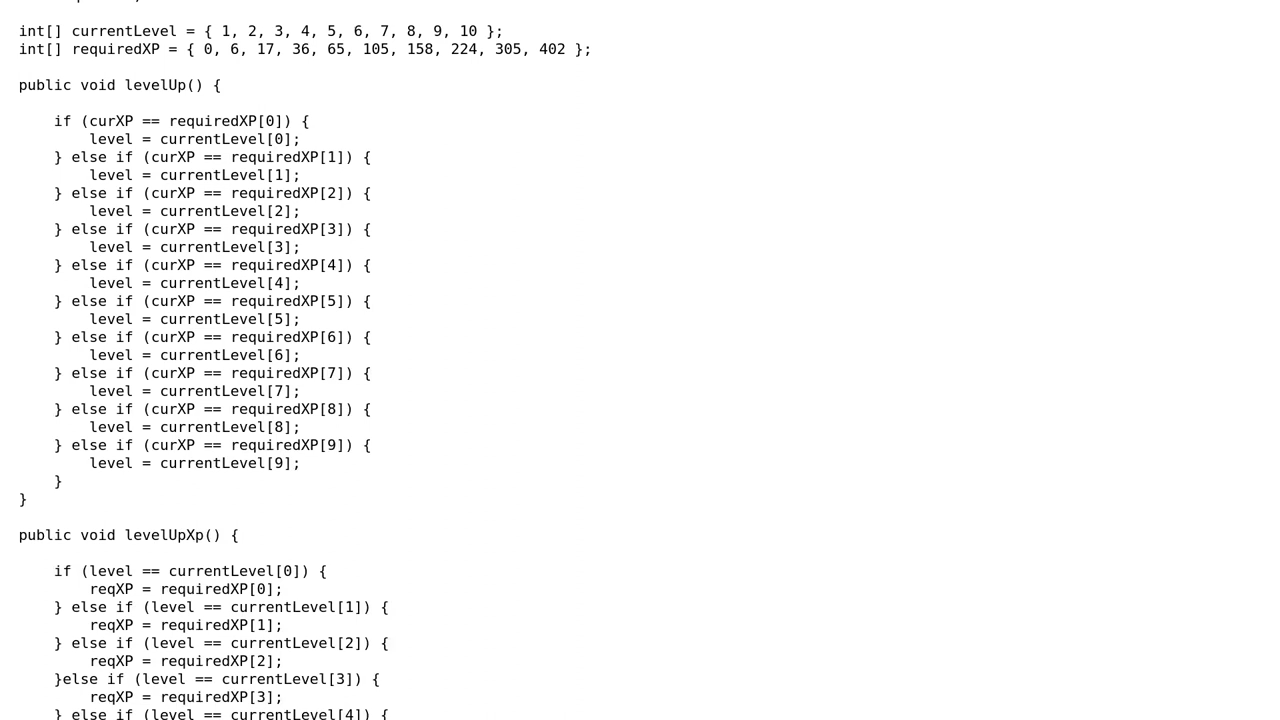 int[] currentLevel = { 1, 2, 3, 4, 5, 6, 7, 8, 9, 10 };
int[] requiredXP = { 0, 6, 17, 36, 65, 105, 158, 224, 305, 402 };

public void levelUp() {

    if (curXP == requiredXP[0]) {
        level = currentLevel[0];
    } else if (curXP == requiredXP[1]) {
        level = currentLevel[1];
    } else if (curXP == requiredXP[2]) {
        level = currentLevel[2];
    } else if (curXP == requiredXP[3]) {
        level = currentLevel[3];
    } else if (curXP == requiredXP[4]) {
        level = currentLevel[4];
    } else if (curXP == requiredXP[5]) {
        level = currentLevel[5];
    } else if (curXP == requiredXP[6]) {
        level = currentLevel[6];
    } else if (curXP == requiredXP[7]) {
        level = currentLevel[7];
    } else if (curXP == requiredXP[8]) {
        level = currentLevel[8];
    } else if (curXP == requiredXP[9]) {
        level = currentLevel[9];
    }
}

public void levelUpXp() {

    if (level == currentLevel[0]) {
        reqXP = requiredXP[0];
    } else if (level == currentLevel[1]) {
        reqXP = requiredXP[1];
    } else if (level == currentLevel[2]) {
        reqXP = requiredXP[2];
    }else if (level == currentLevel[3]) {
        reqXP = requiredXP[3];
    } else if (level == currentLevel[4]) {